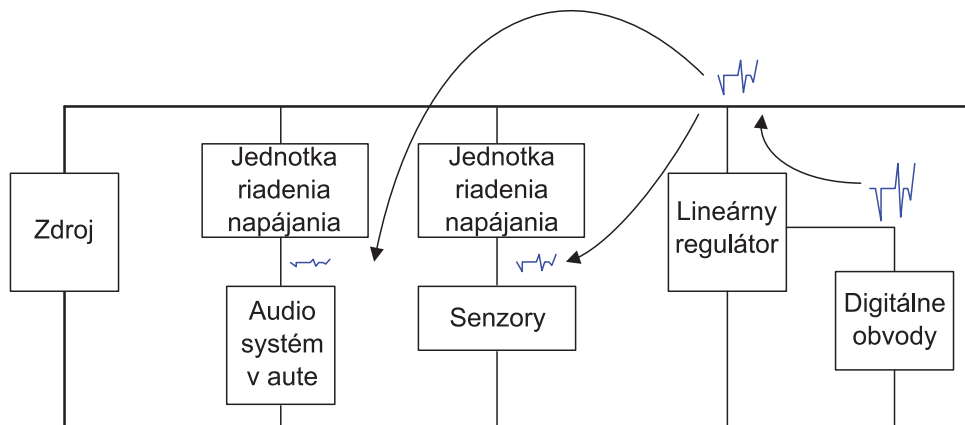 Zdroj
Jednotka
riadenia
napájania
Audio
systém
v aute
Jednotka
riadenia
napájania
Senzory
Lineárny
regulátor
Digitálne
obvody